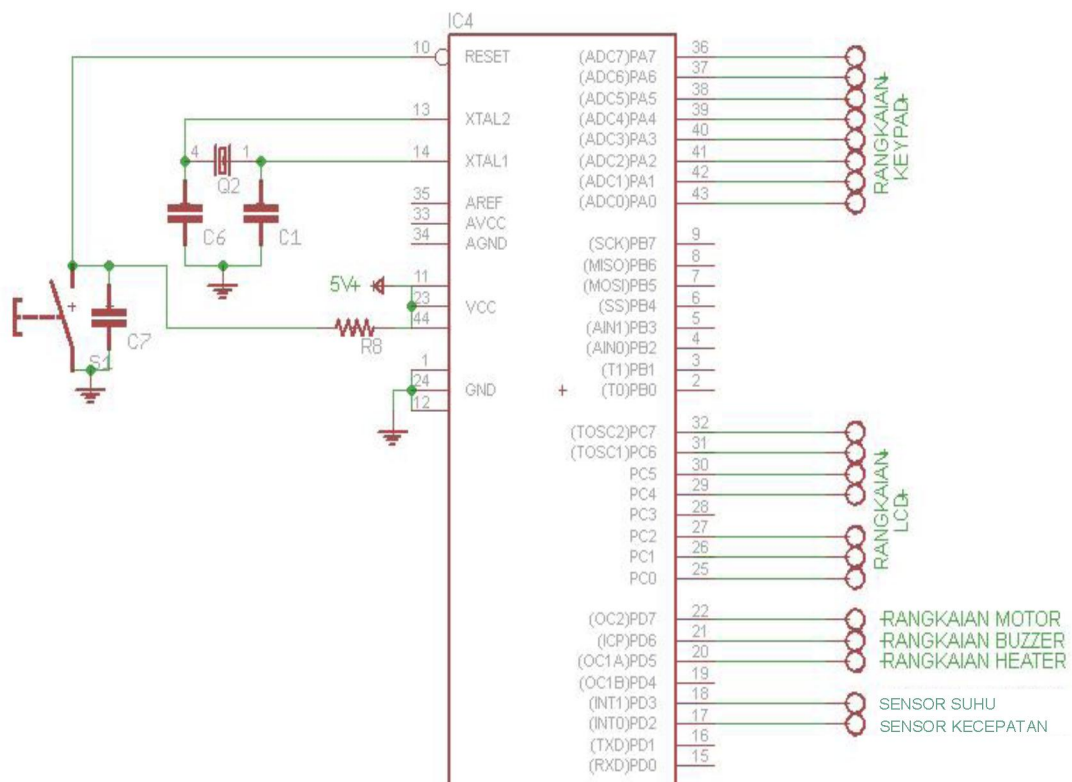 IC4
10
RESET
13
XTAL2
14
XTAL1
4
1
Q2
35
AREF
33
AVCC
34
AGND
C6
C1
5V+
11
23
VCC
44
R8
C7
S1
1
24
GND
12
(ADC7)PA7 36
(ADC6)PA6 37
(ADC5)PA5 38
(ADC4)PA4 39
(ADC3)PA3 40
(ADC2)PA2 41
(ADC1)PA1 42
(ADC0)PA0 43
RANGKAIAN
KEYPAD
(SCK)PB7 9
(MISO)PB6 8
(MOSI)PB5 7
(SS)PB4 6
(AIN1)PB3 5
(AIN0)PB2 4
(T1)PB1 3
(T0)PB0 2
(TOSC2)PC7 32
(TOSC1)PC6 31
PC5 30
PC4 29
PC3 28
PC2 27
PC1 26
PC0 25
RANGKAIAN
LCD
(OC2)PD7 22 RANGKAIAN MOTOR
(ICP)PD6 21 RANGKAIAN BUZZER
(OC1A)PD5 20 RANGKAIAN HEATER
(OC1B)PD4 19
(INT1)PD3 18 SENSOR SUHU
(INT0)PD2 17 SENSOR KECEPATAN
(TXD)PD1 16
(RXD)PD0 15